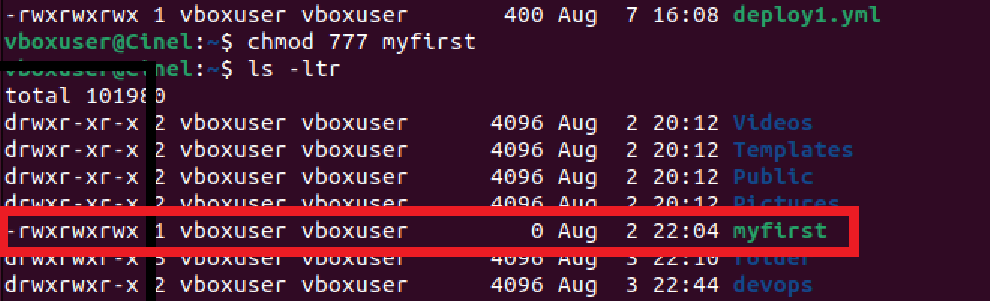 -rwxrwxrwx 1 vboxuser vboxuser 400 Aug 7 16:08 deploy1.yml
vboxuser@Cinel:~$ chmod 777 myfirst
vboxuser@Cinel:~$ ls -ltr
total 101980
drwxr-xr-x 2 vboxuser vboxuser 4096 Aug 2 20:12 Videos
drwxr-xr-x 2 vboxuser vboxuser 4096 Aug 2 20:12 Templates
drwxr-xr-x 2 vboxuser vboxuser 4096 Aug 2 20:12 Public
drwxr-xr-x 2 vboxuser vboxuser 4096 Aug 2 20:12 Pictures
-rwxrwxrwx 1 vboxuser vboxuser 0 Aug 2 22:04 myfirst
drwxrwxr-x 3 vboxuser vboxuser 4096 Aug 3 22:10
drwxrwxr-x 2 vboxuser vboxuser 4096 Aug 3 22:44 devops